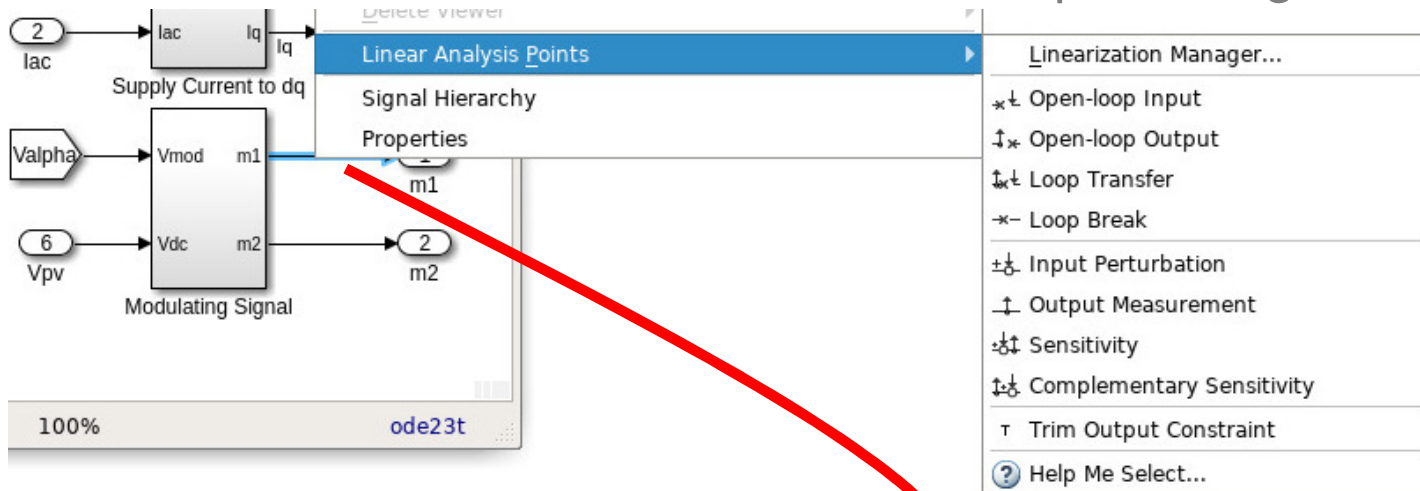 Delete Viewer
2
Iac
Iac Iq
Iq
Supply Current to dq
Linear Analysis Points
Signal Hierarchy
Properties
Valpha
Vmod m1
m1
6
Vpv
Vdc m2
2
m2
Modulating Signal
100% ode23t
Linearization Manager...
Open-loop Input
Open-loop Output
Loop Transfer
Loop Break
Input Perturbation
Output Measurement
Sensitivity
Complementary Sensitivity
T Trim Output Constraint
? Help Me Select...